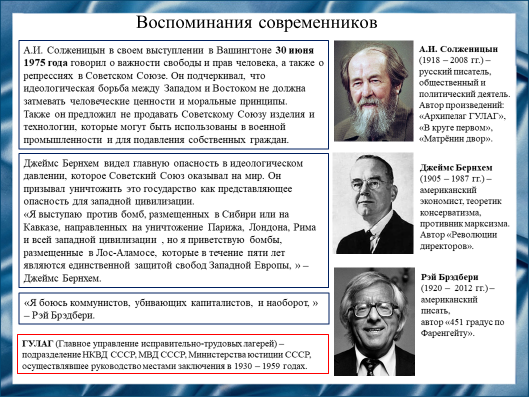 Воспоминания современников
А.И. Солженицын в своем выступлении в Вашингтоне 30 июня
1975 года говорил о важности свободы и прав человека, а также о
репрессиях в Советском Союзе. Он подчеркивал, что
идеологическая борьба между Западом и Востоком не должна
затмевать человеческие ценности и моральные принципы.
Также он предложил не продавать Советскому Союзу изделия и
технологии, которые могут быть использованы в военной
промышленности и для подавления собственных граждан.
Джеймс Бернхем видел главную опасность в идеологическом
давлении, которое Советский Союз оказывал на мир. Он
призывал уничтожить это государство как представляющее
опасность для западной цивилизации.
«Я выступаю против бомб, размещенных в Сибири или на
Кавказе, направленных на уничтожение Парижа, Лондона, Рима
и всей западной цивилизации , но я приветствую бомбы,
размещенные в Лос-Аламосе, которые в течение пяти лет
являются единственной защитой свобод Западной Европы, » –
Джеймс Бернхем.
«Я боюсь коммунистов, убивающих капиталистов, и наоборот, »
– Рэй Брэдбери.
ГУЛАГ (Главное управление исправительно-трудовых лагерей) –
подразделение НКВД СССР, МВД СССР, Министерства юстиции СССР,
осуществлявшее руководство местами заключения в 1930 – 1959 годах.
А.И. Солженицын
(1918 – 2008 гг.) –
русский писатель,
общественный и
политический деятель.
Автор произведений:
«Архипелаг ГУЛАГ»,
«В круге первом»,
«Матрёнин двор».
Джеймс Бернхем
(1905 – 1987 гг.) –
американский
экономист, теоретик
консерватизма,
противник марксизма.
Автор «Революции
директоров».
Рэй Брэдбери
(1920 – 2012 гг.) –
американский
писать,
автор «451 градус по
Фаренгейту».